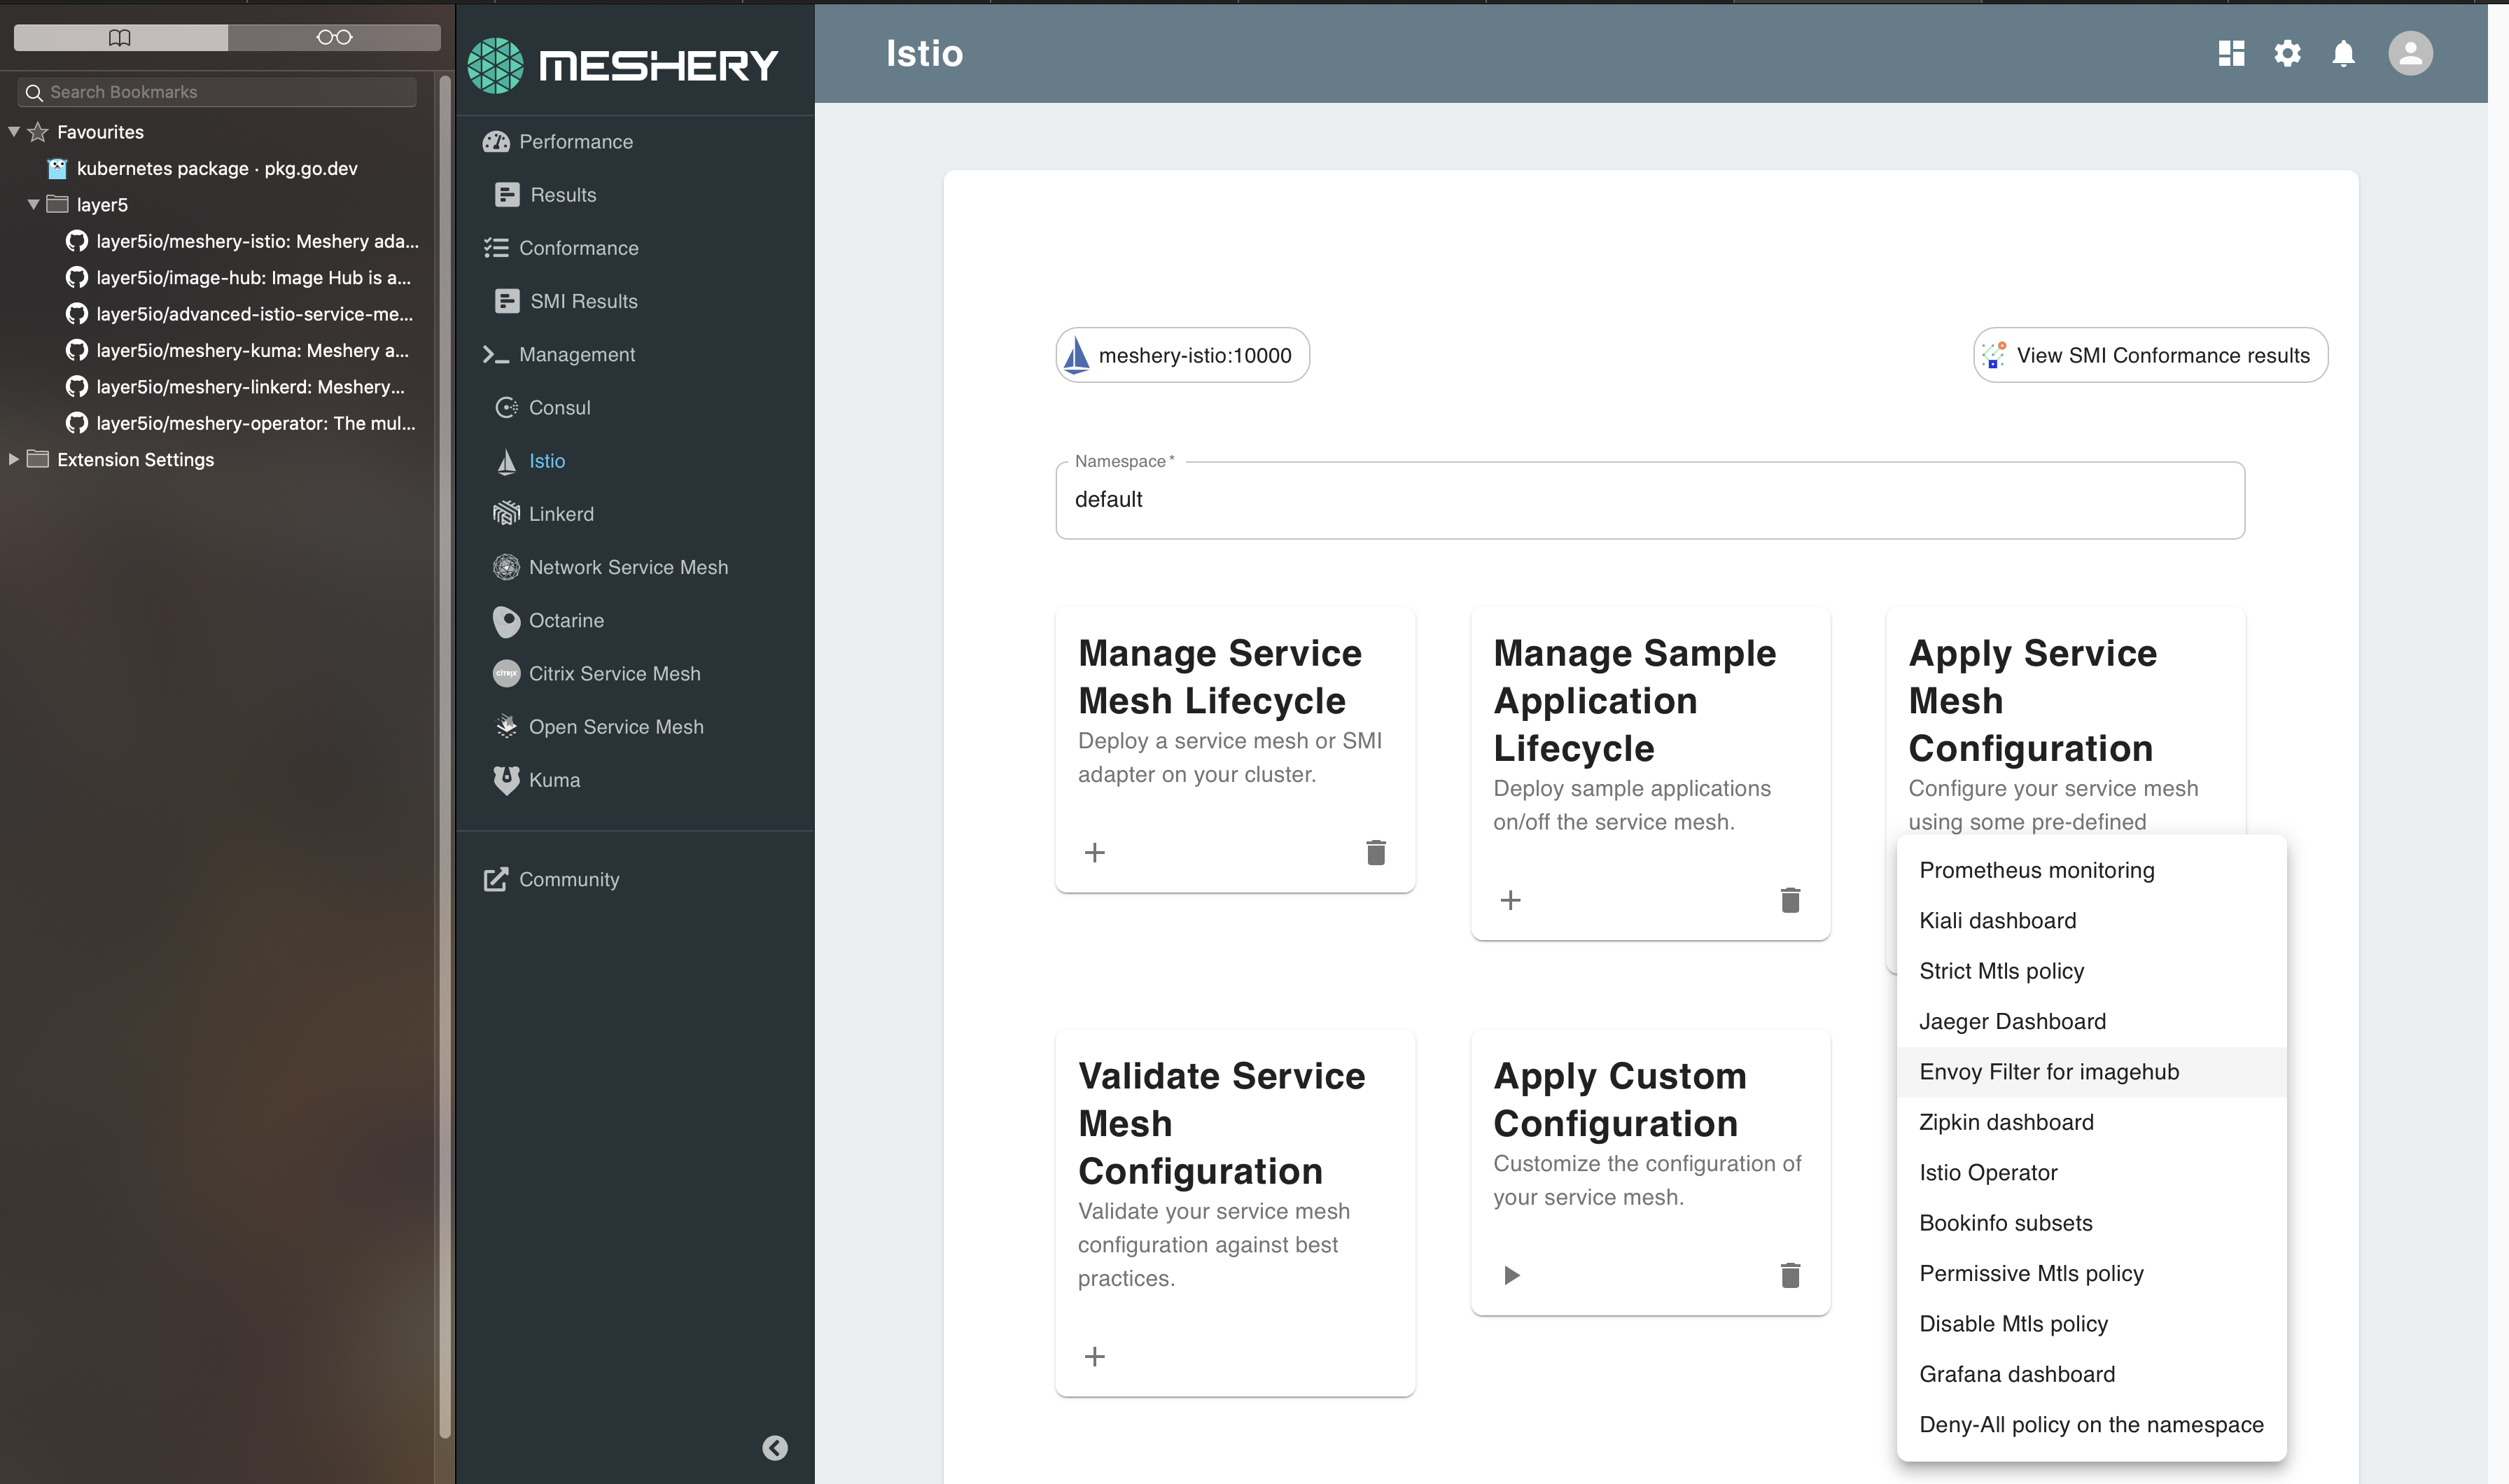 Search Bookmarks
Favourites
kubernetes package · pkg.go.dev
layer5
layer5io/meshery-istio: Meshery ada...
layer5io/image-hub: Image Hub is a...
layer5io/advanced-istio-service-me...
layer5io/meshery-kuma: Meshery a...
layer5io/meshery-linkerd: Meshery...
layer5io/meshery-operator: The mul...
Extension Settings
MESHERY
Performance
Results
Conformance
SMI Results
Management
Consul
Istio
Linkerd
Network Service Mesh
Octarine
citrix
Citrix Service Mesh
Open Service Mesh
Kuma
Community
Istio
meshery-istio:10000
View SMI Conformance results
Namespace *
default
Manage Service
Mesh Lifecycle
Deploy a service mesh or SMI
adapter on your cluster.
Manage Sample
Application
Lifecycle
Deploy sample applications
on/off the service mesh.
Apply Service
Mesh
Configuration
Configure your service mesh
using some pre-defined
Validate Service
Mesh
Configuration
Validate your service mesh
configuration against best
practices.
Apply Custom
Configuration
Customize the configuration of
your service mesh.
Prometheus monitoring
Kiali dashboard
Strict Mtls policy
Jaeger Dashboard
Envoy Filter for imagehub
Zipkin dashboard
Istio Operator
Bookinfo subsets
Permissive Mtls policy
Disable Mtls policy
Grafana dashboard
Deny-All policy on the namespace